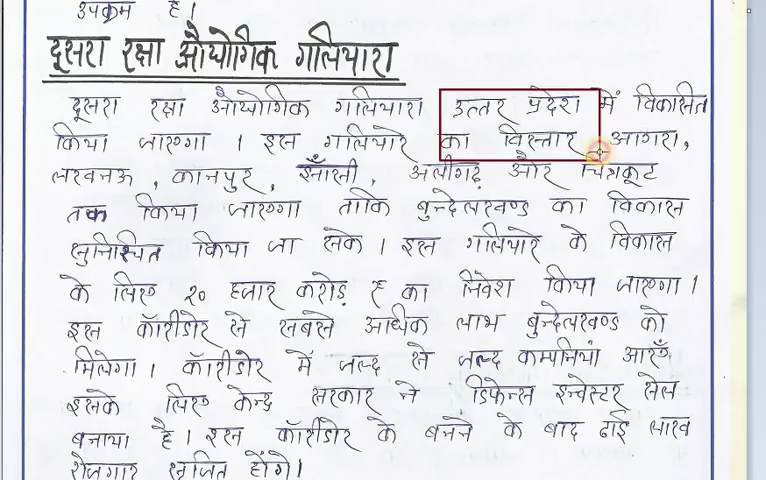 उपक्रम है।
दूसरा रक्षा औद्योगिक गलियारा
दूसरा रक्षा औद्योगिक गलियारा उत्तर प्रदेश में विकसित
किया जाएगा । इस गलियारे का विस्तार आगरा,
लखनऊ , कानपुर , झाँसी , अलीगढ़ और चित्रकूट
तक किया जाएगा ताकि बुन्देलखण्ड का विकास
सुनिश्चित किया जा सके । इस गलियारे के विकास
के लिए २० हजार करोड़ ₹ का निवेश किया जाएगा ।
इस कॉरीडोर से सबसे अधिक लाभ बुन्देलखण्ड को
मिलेगा । कॉरीडोर में जल्द से जल्द कम्पनियां आएँ
इसके लिए केन्द्र सरकार ने डिफेन्स इन्वेस्टर सेल
बनाया है । इस कॉरीडोर के बनने के बाद ढाई लाख
रोजगार सृजित होंगे।